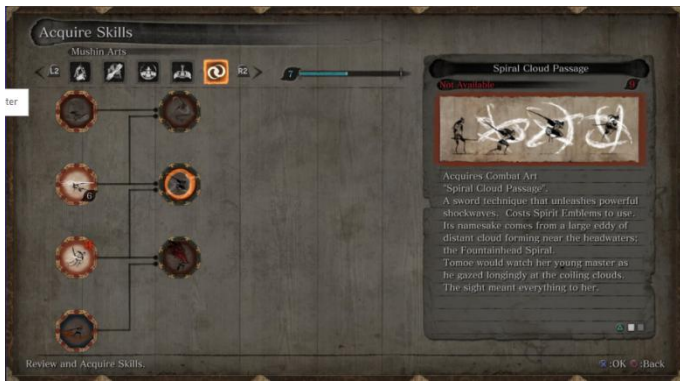 Acquire Skills
Mushin Arts
L2
R2
7
Spiral Cloud Passage
Not Available
9
ter
6
Acquires Combat Art
"Spiral Cloud Passage".
A sword technique that unleashes powerful
shockwaves. Costs Spirit Emblems to use.
Its namesake comes from a large eddy of
distant cloud forming near the headwaters:
the Fountainhead Spiral.
Tomoe would watch her young master as
he gazed longingly at the coiling clouds.
The sight meant everything to her.
Review and Acquire Skills.
:OK :Back